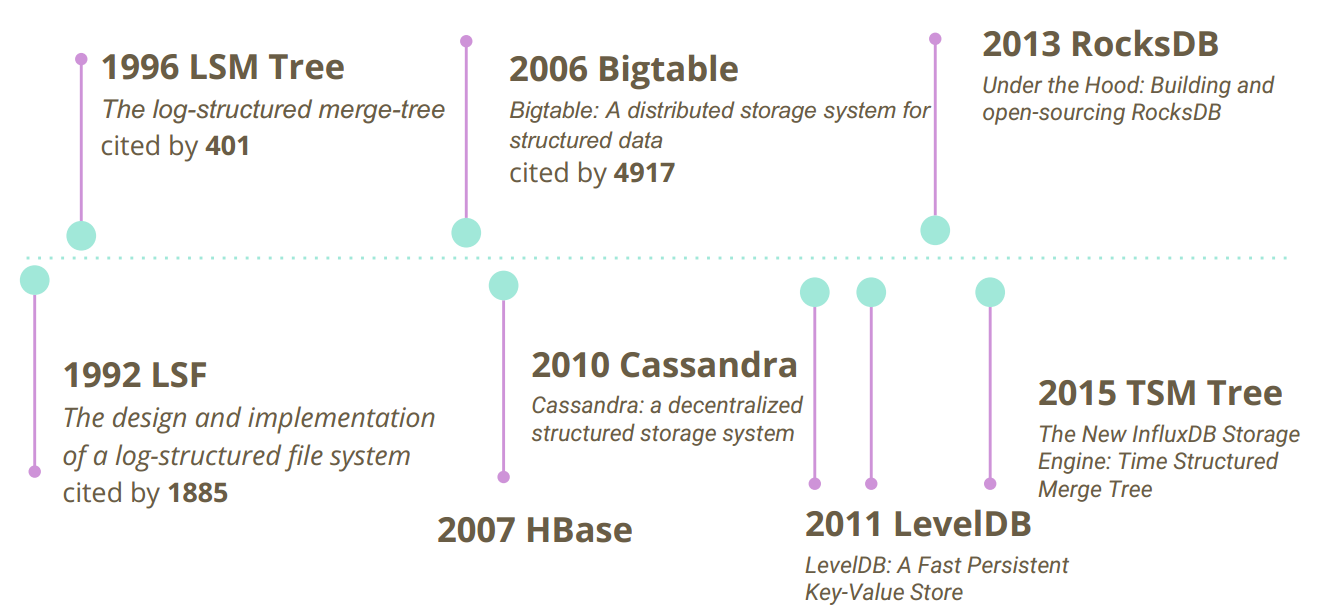 1996 LSM Tree
The log-structured merge-tree
cited by 401
2006 Bigtable
Bigtable: A distributed storage system for
structured data
cited by 4917
2013 RocksDB
Under the Hood: Building and
open-sourcing RocksDB
1992 LSF
The design and implementation
of a log-structured file system
cited by 1885
2007 HBase
2010 Cassandra
Cassandra: a decentralized
structured storage system
2011 LevelDB
LevelDB: A Fast Persistent
Key-Value Store
2015 TSM Tree
The New InfluxDB Storage
Engine: Time Structured
Merge Tree